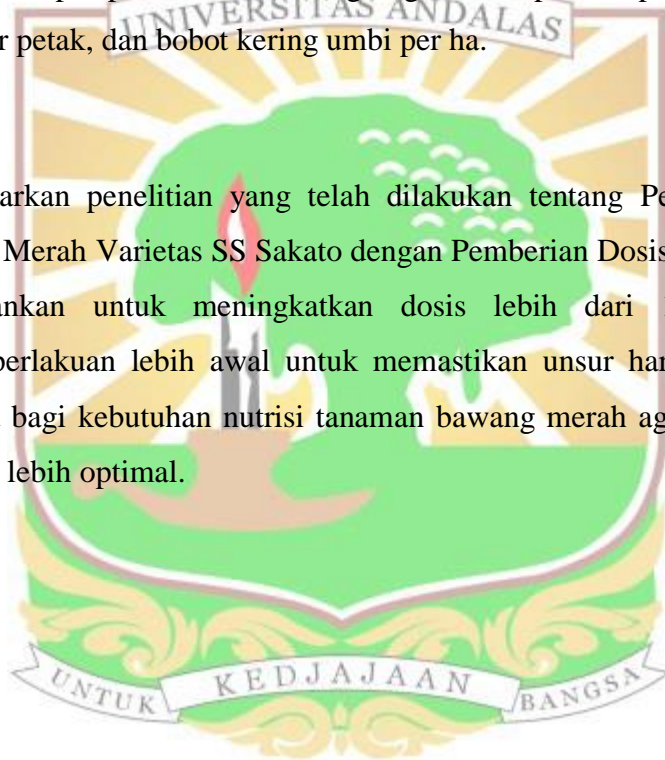 UNIVERSITAS ANDALAS
r petak, dan bobot kering umbi per ha.
arkan penelitian yang telah dilakukan tentang Pe
Merah Varietas SS Sakato dengan Pemberian Dosis
ankan untuk meningkatkan dosis lebih dari
perlakuan lebih awal untuk memastikan unsur har
bagi kebutuhan nutrisi tanaman bawang merah ag
lebih optimal.
UNTUK KEDJAJAAN BANGSA